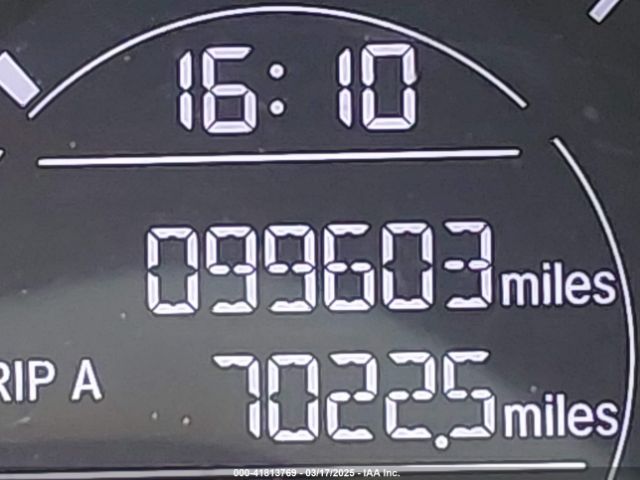 16:10
099603 miles
RIP A 7022.5 miles
000-41813769 - 03/17/2025 - IAA Inc.